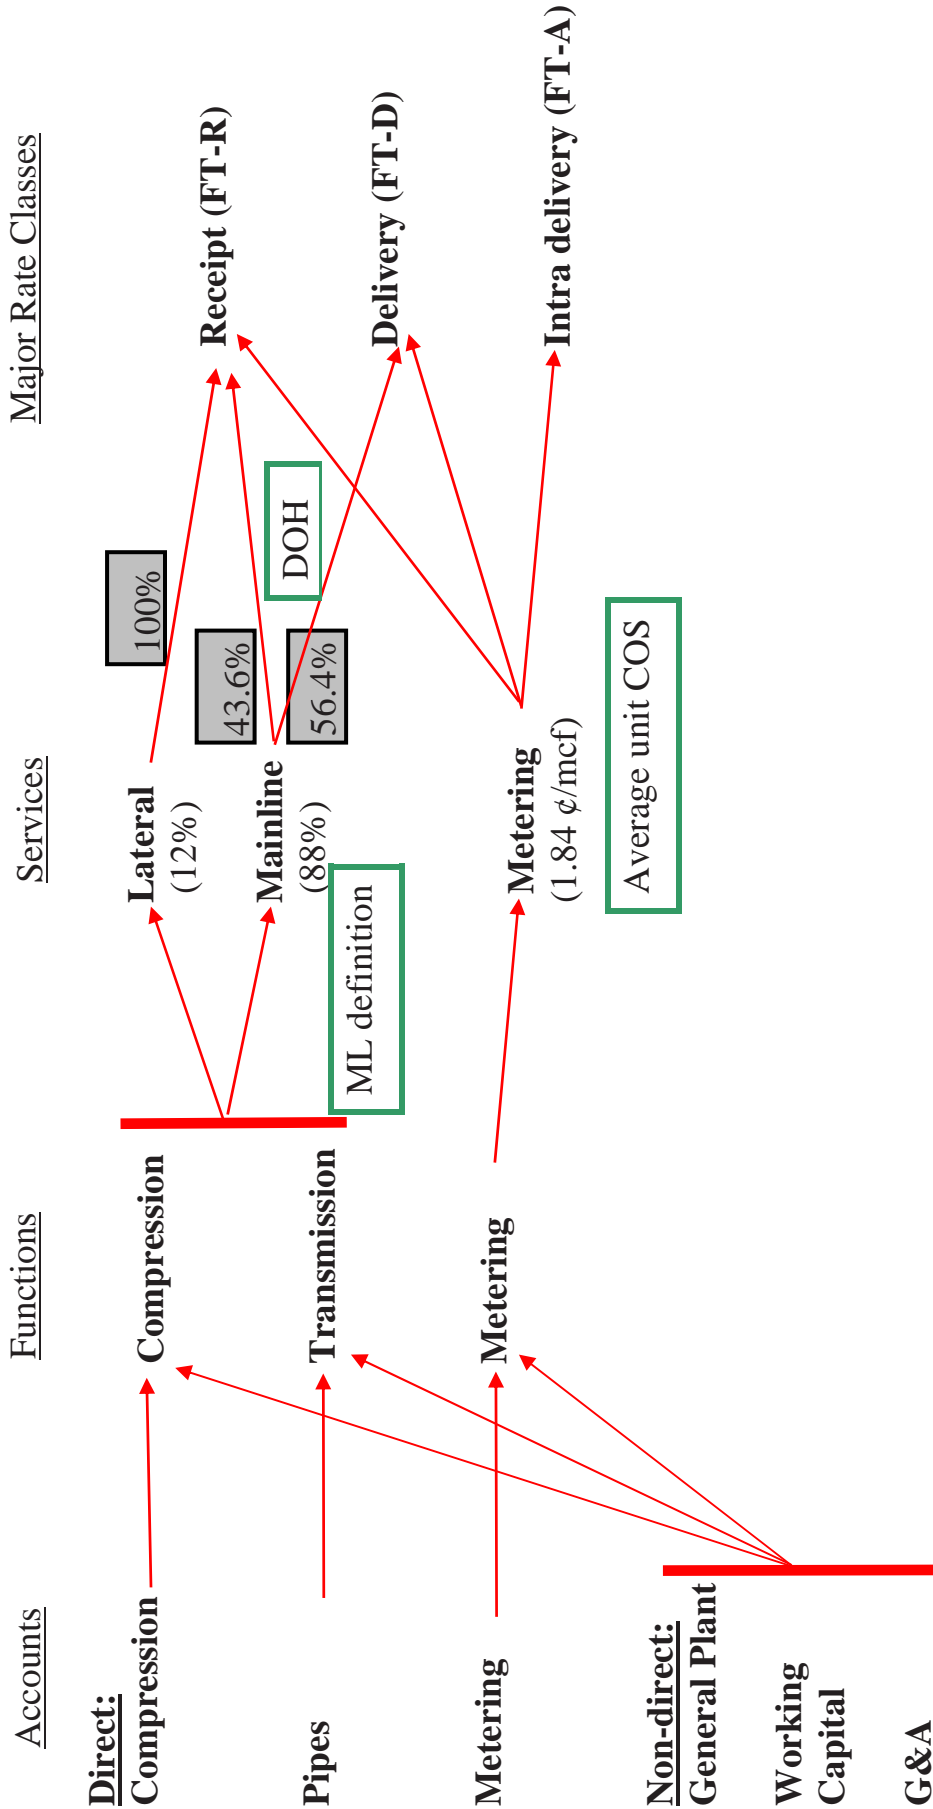 Accounts
Functions
Services
Major Rate Classes
Direct:
Compression
Pipes
Metering
Non-direct:
General Plant
Working
Capital
G&A
Compression
Transmission
Metering
ML definition
Lateral
(12%)
Mainline
(88%)
Metering
(1.84 ¢/mcf)
Average unit COS
100%
43.6%
56.4%
DOH
Receipt (FT-R)
Delivery (FT-D)
Intra delivery (FT-A)